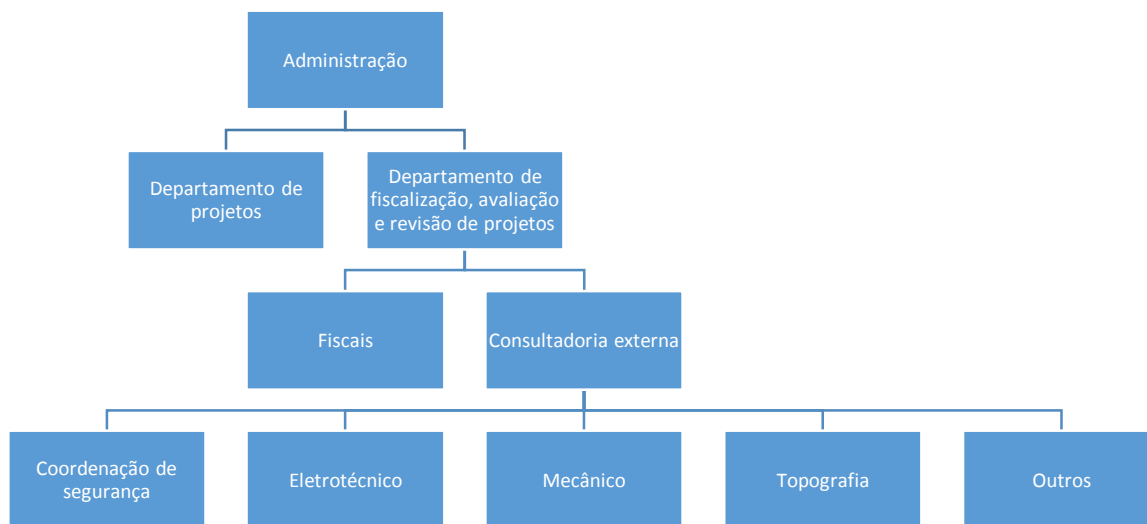 Administração
Departamento de
projetos
Departamento de
fiscalização, avaliação
e revisão de projetos
Fiscais
Consultadoria externa
Coordenação de
segurança
Eletrotécnico
Mecânico
Topografia
Outros